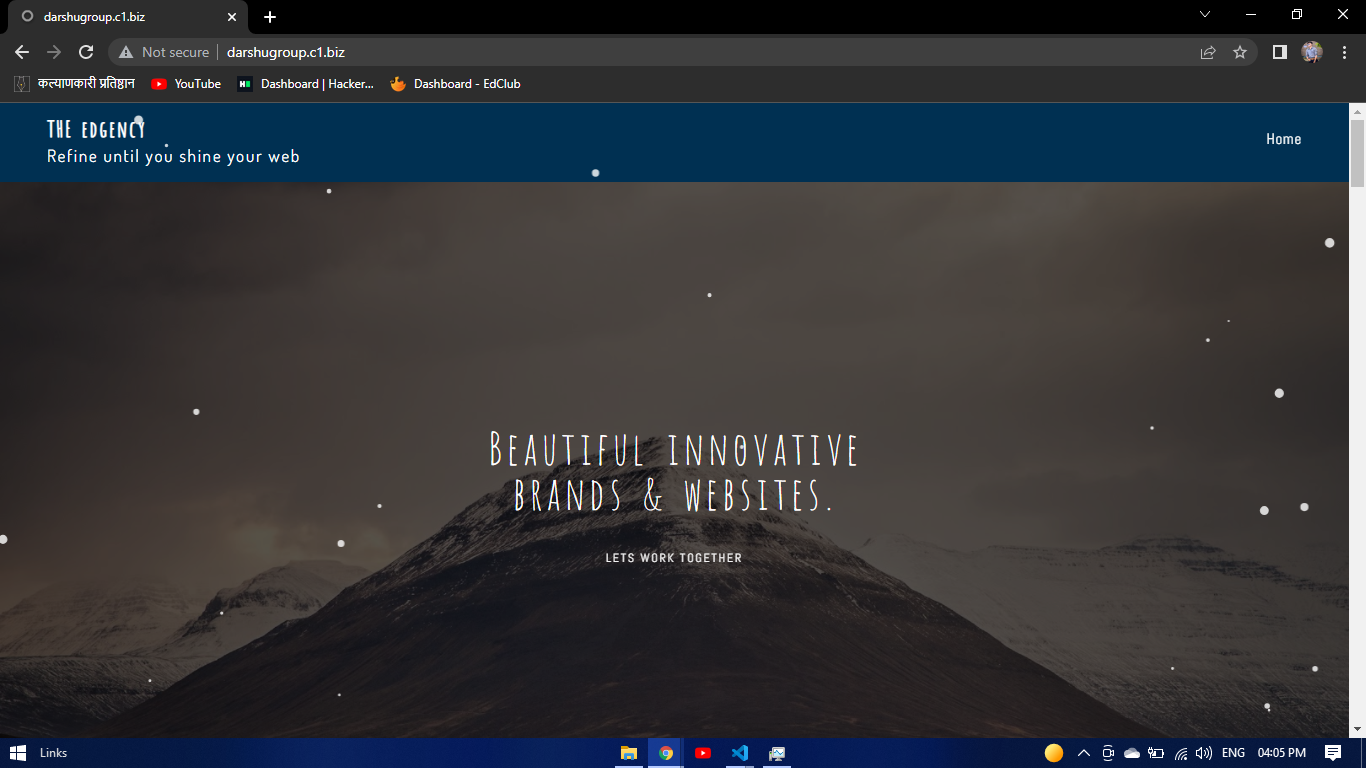 darshugroup.c1.biz
Not secure
darshugroup.c1.biz
कल्याणकारी प्रतिष्ठान
YouTube
Dashboard | Hacker...
Dashboard - EdClub
THE EDGENCY
Refine until you shine your web
Home
BEAUTIFUL INNOVATIVE
BRANDS & WEBSITES.
LETS WORK TOGETHER
Links
ENG
04:05 PM